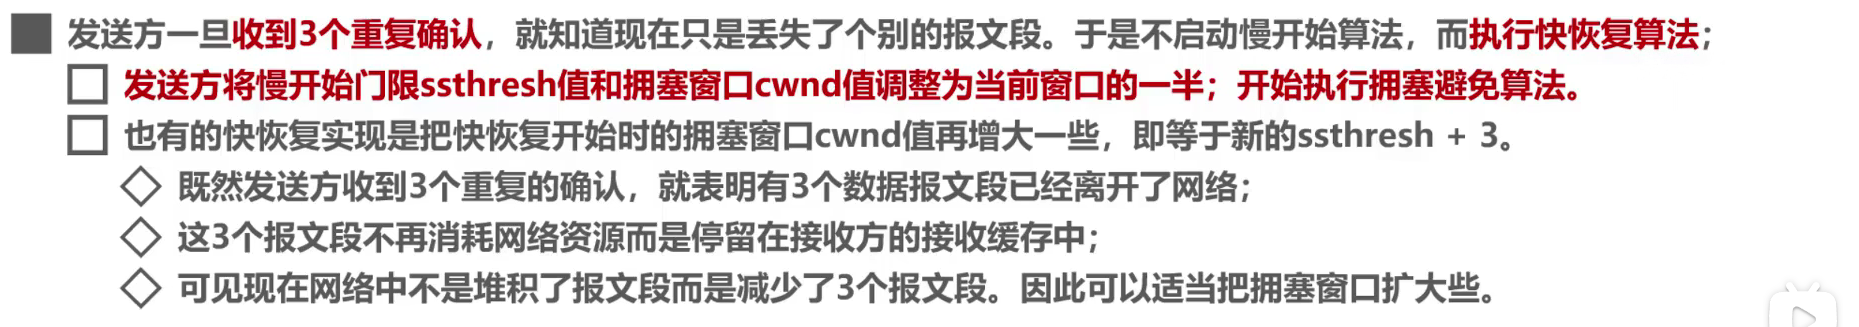 发送方一旦收到3个重复确认，就知道现在只是丢失了个别的报文段。于是不启动慢开始算法，而执行快恢复算法；
发送方将慢开始门限ssthresh值和拥塞窗口cwnd值调整为当前窗口的一半；开始执行拥塞避免算法。
也有的快恢复实现是把快恢复开始时的拥塞窗口cwnd值再增大一些，即等于新的ssthresh + 3。
既然发送方收到3个重复的确认，就表明有3个数据报文段已经离开了网络；
这3个报文段不再消耗网络资源而是停留在接收方的接收缓存中；
可见现在网络中不是堆积了报文段而是减少了3个报文段。因此可以适当把拥塞窗口扩大些。